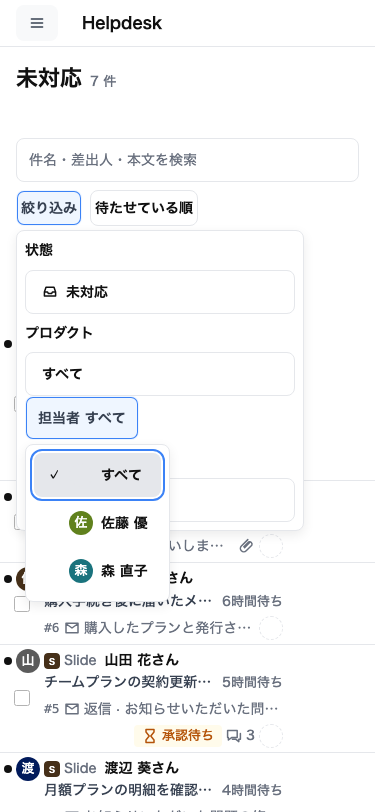 Helpdesk
未対応 7 件
件名・差出人・本文を検索
絞り込み 待たせている順
状態
未対応
プロダクト
すべて
担当者 すべて
✓ すべて
佐 佐藤 優
いしま…
森 森 直子
さん
購入手続き後に届いたメ… 6時間待ち
#6 購入したプランと発行さ…
山 S Slide 山田 花さん
チームプランの契約更新… 5時間待ち
#5 返信 · お知らせいただいた問…
承認待ち 3
渡 S Slide 渡辺 葵さん
月額プランの明細を確認… 4時間待ち